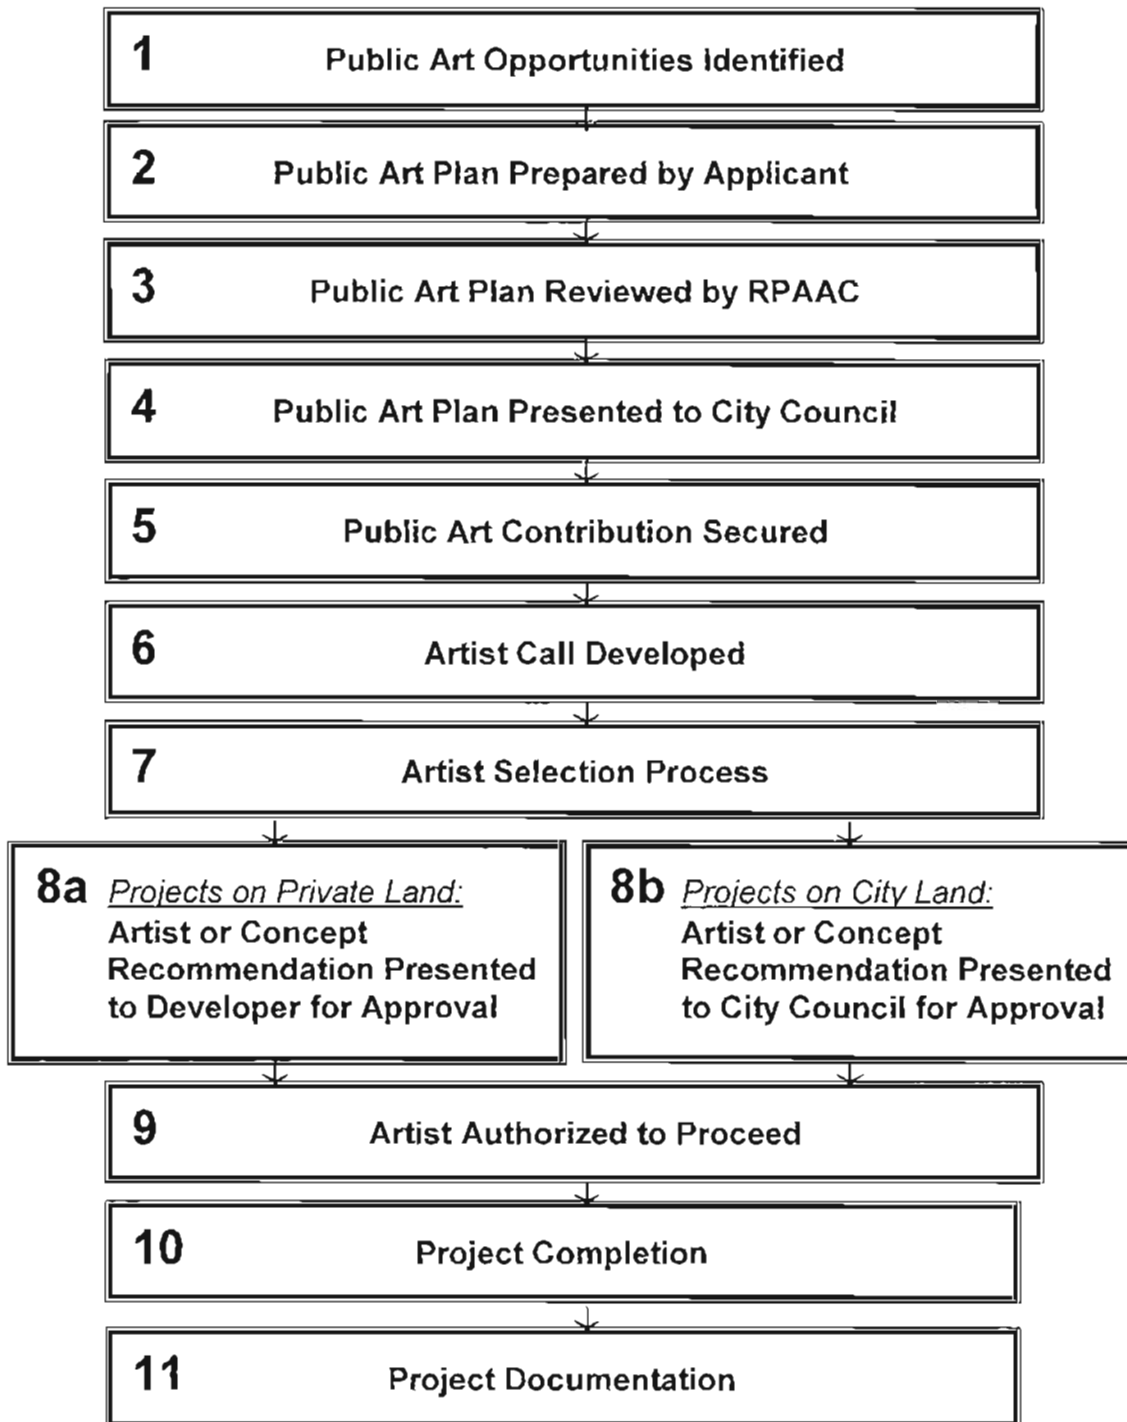 1 Public Art Opportunities Identified
2 Public Art Plan Prepared by Applicant
3 Public Art Plan Reviewed by RPAAC
4 Public Art Plan Presented to City Council
5 Public Art Contribution Secured
6 Artist Call Developed
7 Artist Selection Process
8a Projects on Private Land:
Artist or Concept
Recommendation Presented
to Developer for Approval
8b Projects on City Land:
Artist or Concept
Recommendation Presented
to City Council for Approval
9 Artist Authorized to Proceed
10 Project Completion
11 Project Documentation